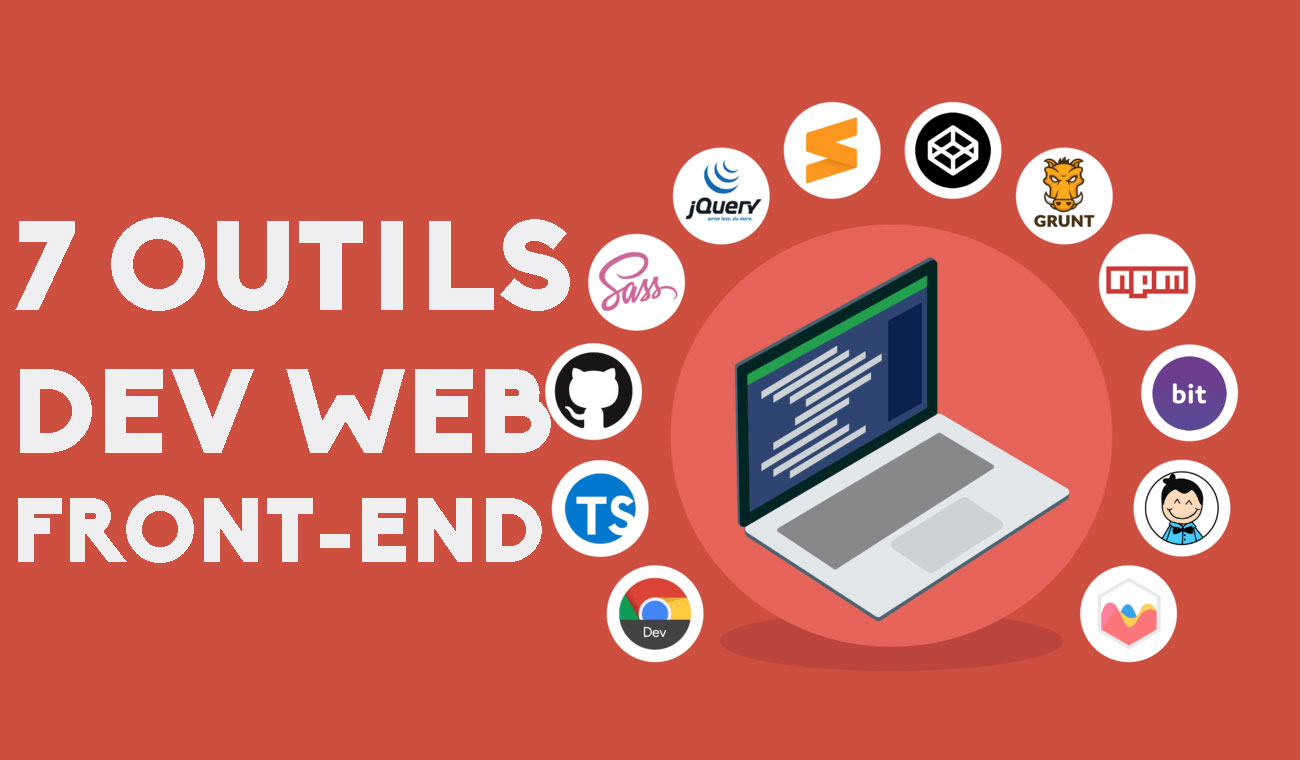 7 OUTILS
DEV WEB
FRONT-END
jQuery
write less, do more.
GRUNT
Sass
npm
bit
TS
Dev